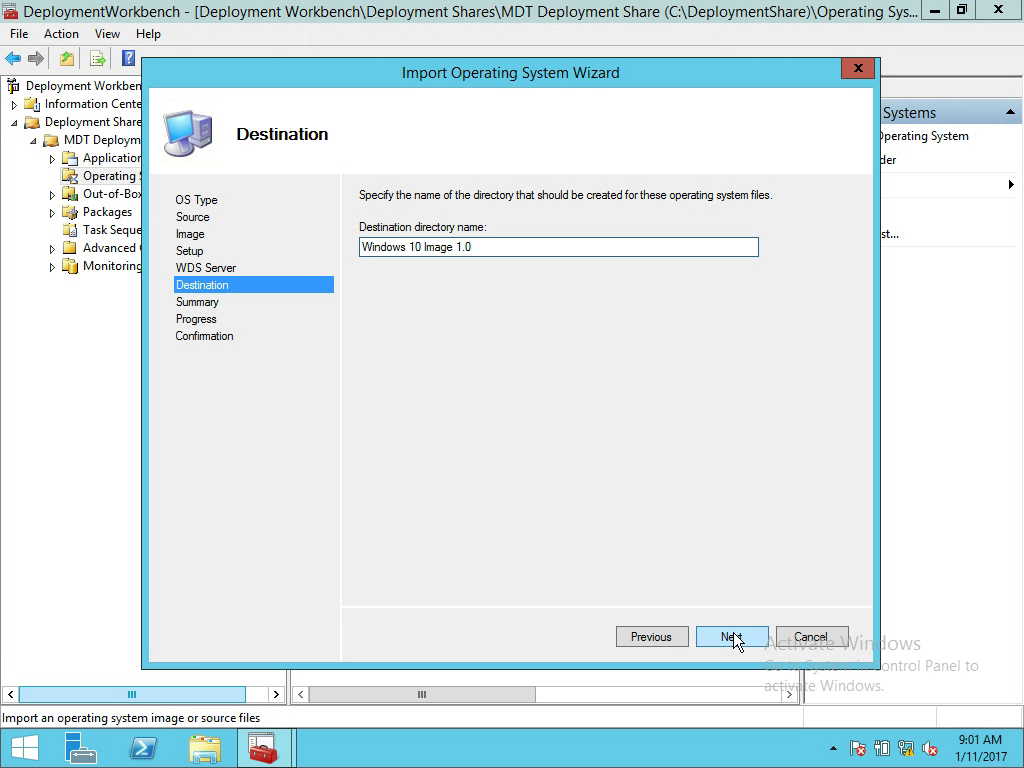 DeploymentWorkbench - [Deployment Workbench\Deployment Shares\MDT Deployment Share (C:\DeploymentShare)\Operating Sys...
File Action View Help
Import Operating System Wizard
Deployment Workben
Information Cente
Deployment Share
MDT Deploym
Application
Operating S
Out-of-Box
Packages
Task Seque
Advanced
Monitoring
Destination
OS Type
Source
Image
Setup
WDS Server
Destination
Summary
Progress
Confirmation
Specify the name of the directory that should be created for these operating system files.
Destination directory name:
Windows 10 Image 1.0
Previous
Next
Cancel
Systems
Operating System
der
st...
Activate Windows
Go to System in Control Panel to
activate Windows.
Import an operating system image or source files
9:01 AM
1/11/2017